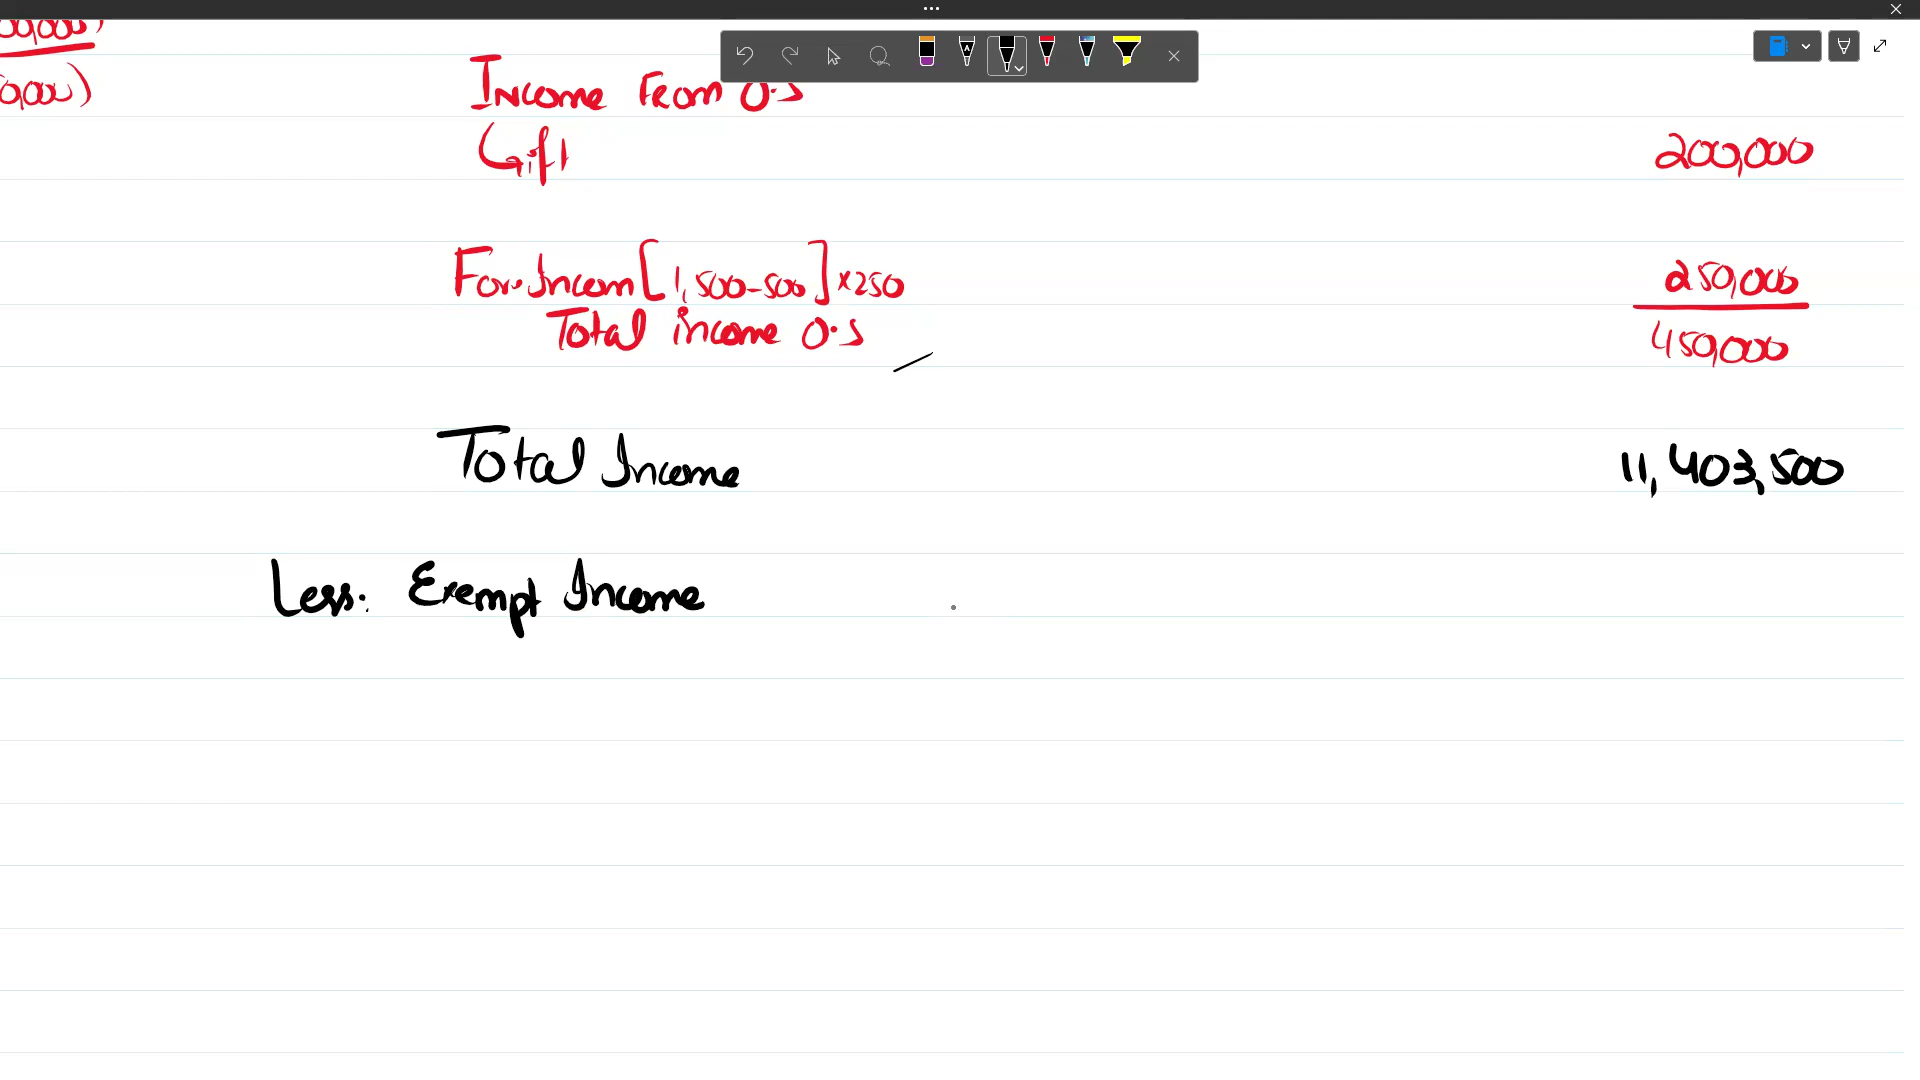 Income From O.S
Gift 200,000
For.Incom [1,500-500] x250 250,000
Total income O.S 450,000
Total Income 11,403,500
Less: Exempt Income